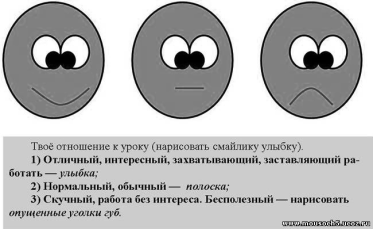 Твоё отношение к уроку (нарисовать смайлику улыбку).
1) Отличный, интересный, захватывающий, заставляющий ра-
ботать — улыбка;
2) Нормальный, обычный — полоска;
3) Скучный, работа без интереса. Бесполезный — нарисовать
опущенные уголки губ.
www.mousosh5.ucoz.ru